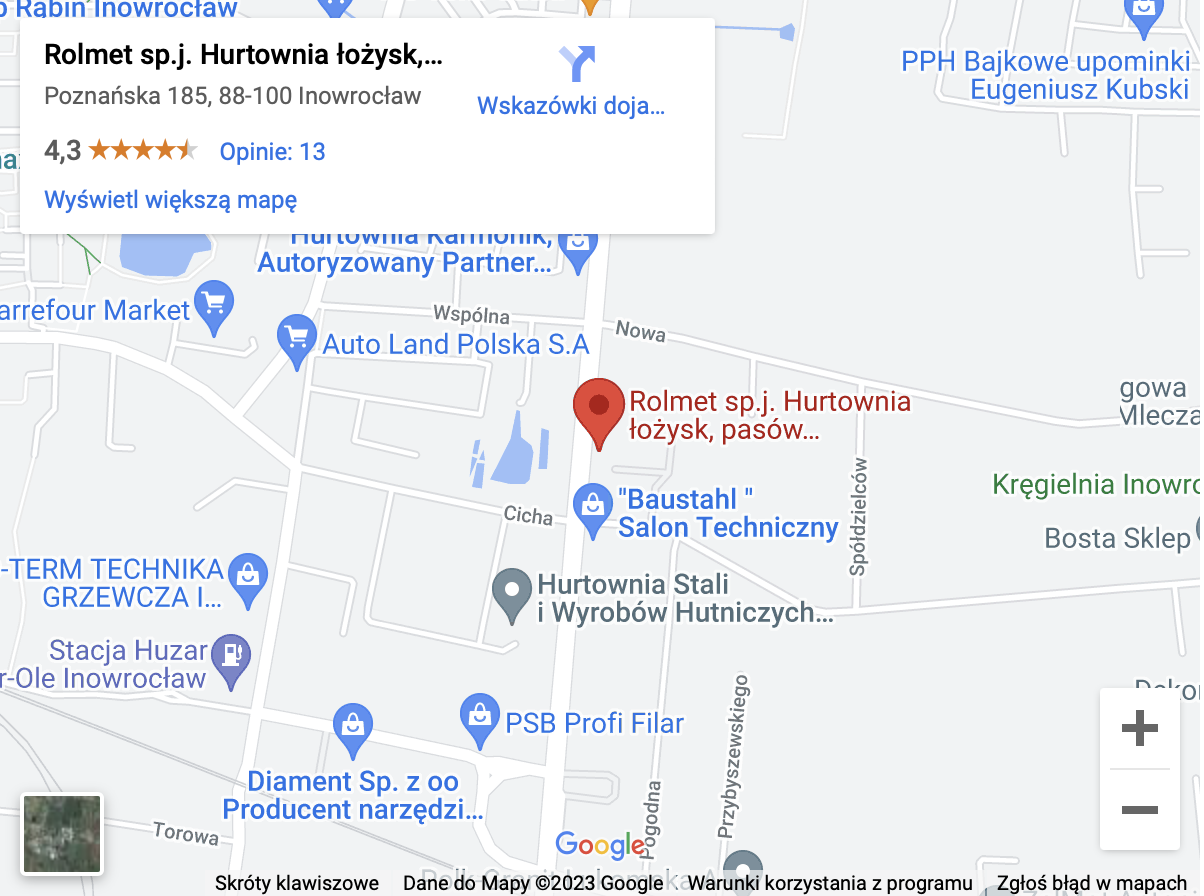 Rąbin Inowrocław
Rolmet sp.j. Hurtownia łożysk,...
Poznańska 185, 88-100 Inowrocław
4,3
Opinie: 13
Wyświetl większą mapę
Wskazówki doja...
PPH Bajkowe upominki
Eugeniusz Kubski
Hurtownia Karmonik,
Autoryzowany Partner...
arrefour Market
Auto Land Polska S.A
Wspólna
Nowa
Rolmet sp.j. Hurtownia
łożysk, pasów...
gowa
Mlecza
Kręgielnia Inowro
Bosta Sklep
"Baustahl "
Salon Techniczny
Cicha
Spółdzielców
-TERM TECHNIKA
GRZEWCZA I...
Hurtownia Stali
i Wyrobów Hutniczych...
Stacja Huzar
r-Ole Inowrocław
PSB Profi Filar
Diament Sp. z oo
Producent narzędzi...
Torowa
Pogodna
Przybyszewskiego
Google
Skróty klawiszowe
Dane do Mapy ©2023 Google
Warunki korzystania z programu
Zgłoś błąd w mapach